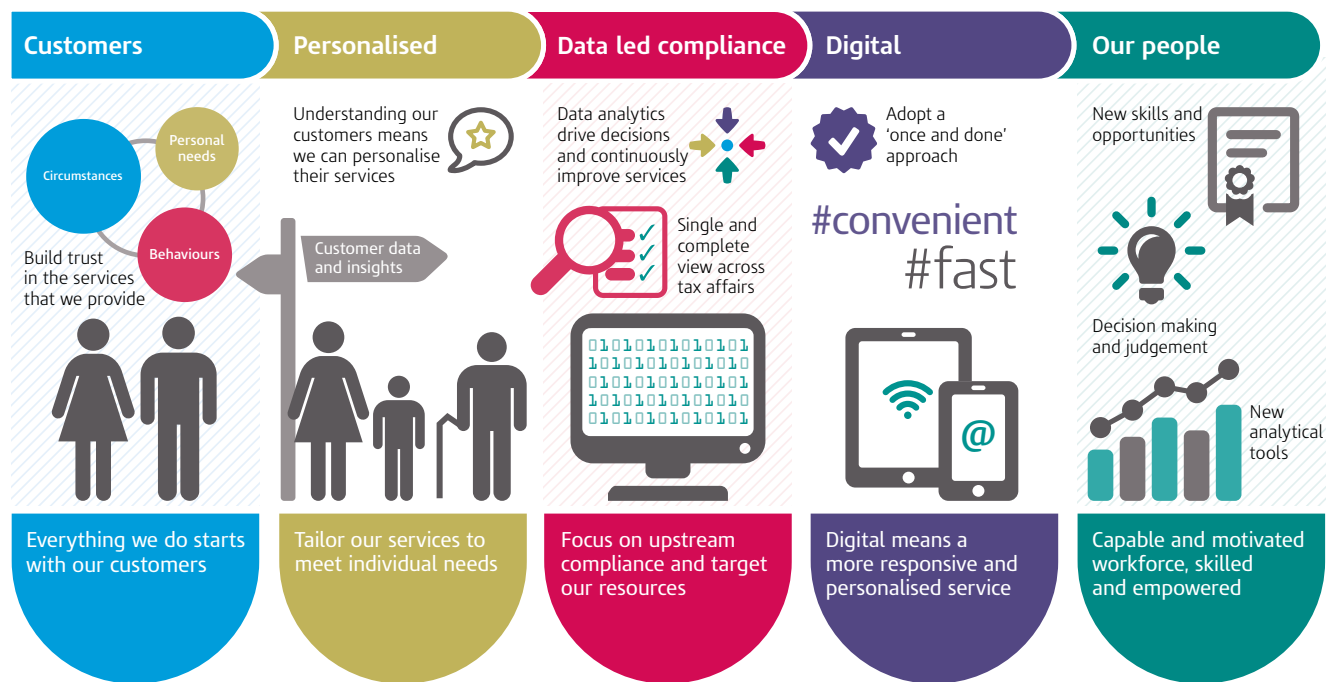 Customers
Circumstances
Personal
needs
Behaviours
Build trust
in the services
that we provide
Everything we do starts
with our customers
Personalised
Understanding our
customers means
we can personalise
their services
Customer data
and insights
Tailor our services to
meet individual needs
Data led compliance
Data analytics
drive decisions
and continuously
improve services
Single and
complete
view across
tax affairs
01010101010101
10101010101010
01010101010101
10101010101010
01010101010101
Focus on upstream
compliance and target
our resources
Digital
Adopt a
‘once and done’
approach
#convenient
#fast
@
Digital means a
more responsive and
personalised service
Our people
New skills and
opportunities
Decision making
and judgement
New
analytical
tools
Capable and motivated
workforce, skilled
and empowered